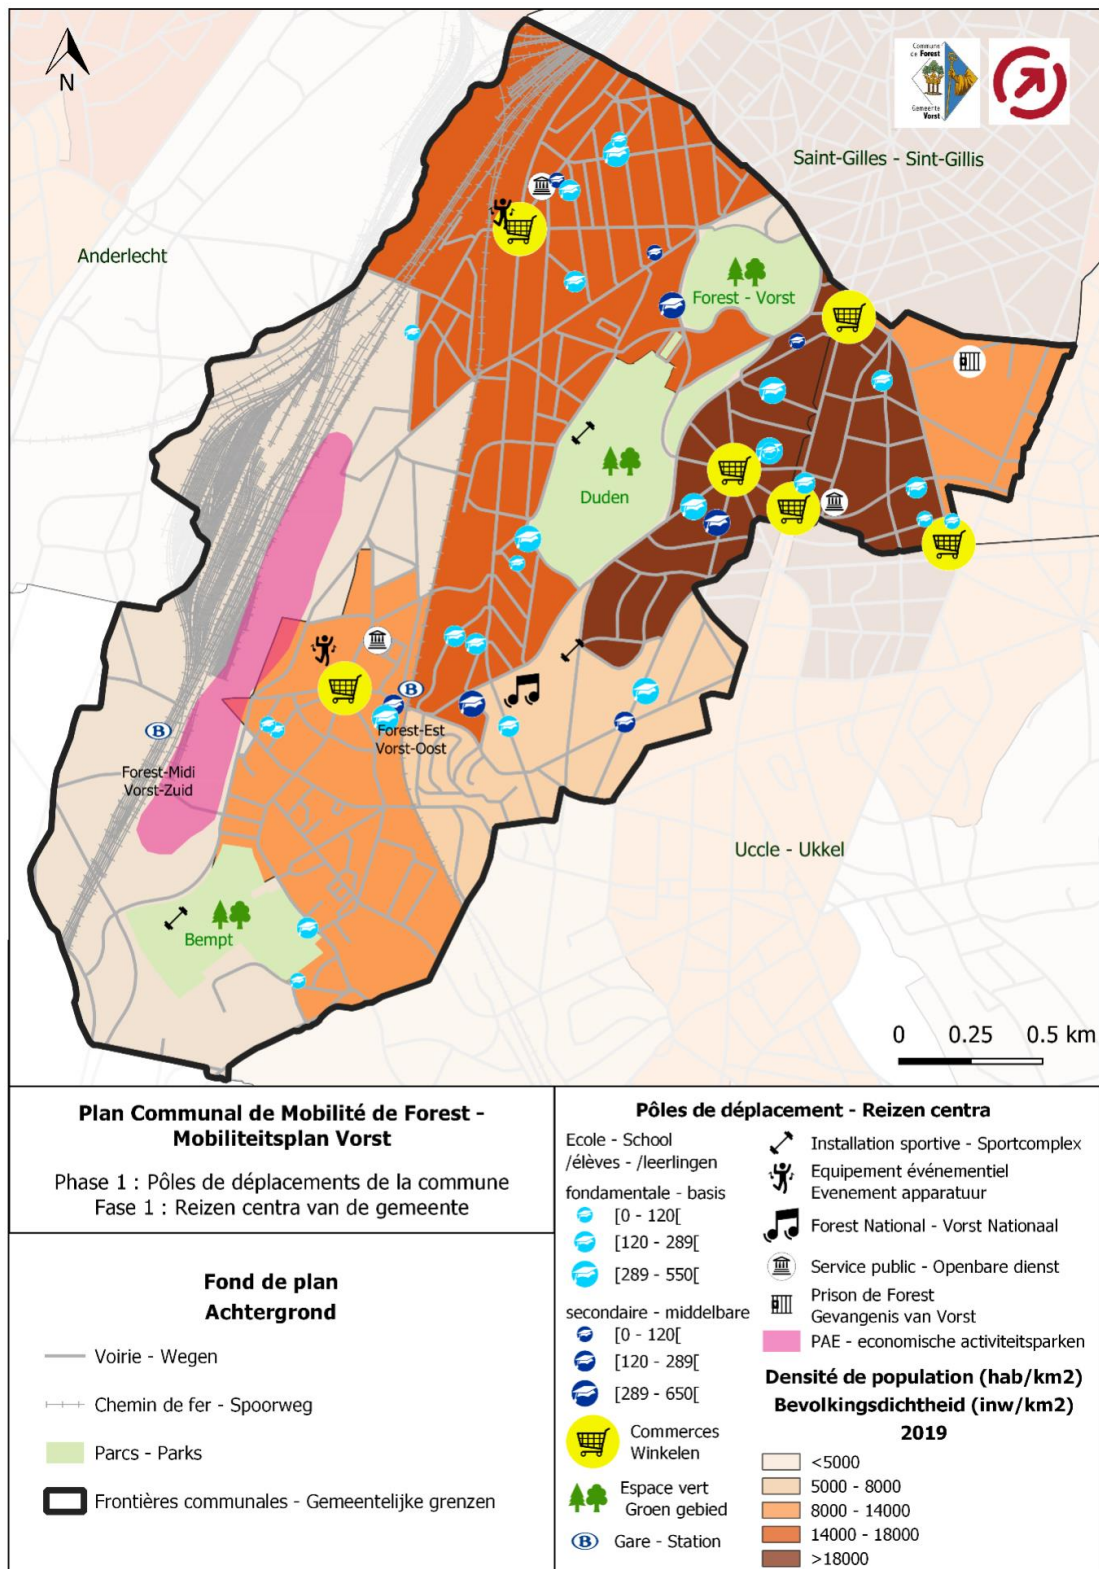 N
Commune
de Forest
Gemeente
Vorst
Saint-Gilles - Sint-Gillis
Anderlecht
Forest - Vorst
Duden
B
Forest-Est
Vorst-Oost
B
Forest-Midi
Vorst-Zuid
Uccle - Ukkel
Bempt
0 0.25 0.5 km
Plan Communal de Mobilité de Forest -
Mobiliteitsplan Vorst
Phase 1 : Pôles de déplacements de la commune
Fase 1 : Reizen centra van de gemeente
Fond de plan
Achtergrond
Voirie - Wegen
Chemin de fer - Spoorweg
Parcs - Parks
Frontières communales - Gemeentelijke grenzen
Pôles de déplacement - Reizen centra
Ecole - School
/élèves - /leerlingen
fondamentale - basis
[0 - 120[
[120 - 289[
[289 - 550[
secondaire - middelbare
[0 - 120[
[120 - 289[
[289 - 650[
Commerces
Winkelen
Espace vert
Groen gebied
B Gare - Station
Installation sportive - Sportcomplex
Equipement événementiel
Evenement apparatuur
Forest National - Vorst Nationaal
Service public - Openbare dienst
Prison de Forest
Gevangenis van Vorst
PAE - economische activiteitsparken
Densité de population (hab/km2)
Bevolkingsdichtheid (inw/km2)
2019
<5000
5000 - 8000
8000 - 14000
14000 - 18000
>18000